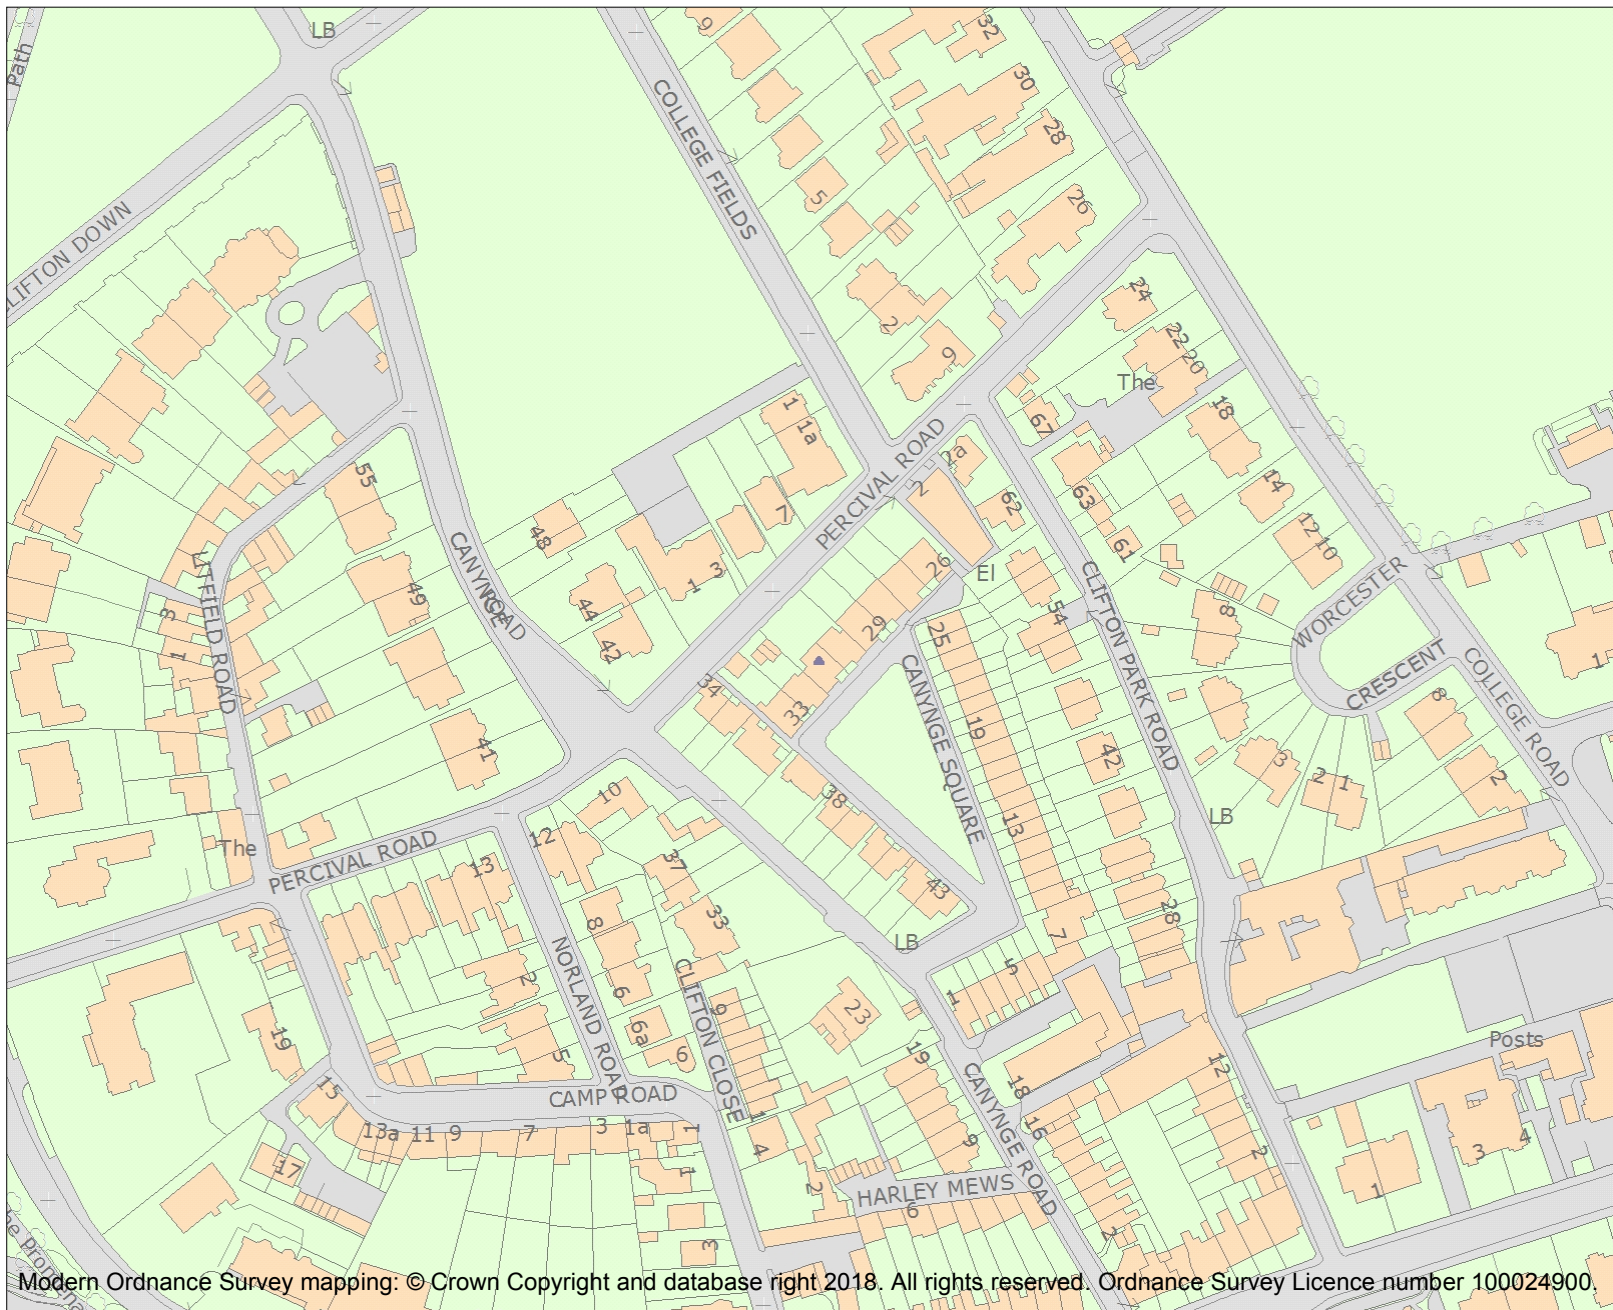 LB
Path
9
32
COLLEGE FIELDS
30
28
5
26
CLIFTON DOWN
24
2
22
20
9
The
1
1a
18
67
PERCIVAL ROAD
2a
55
2
62
63
14
7
48
12
10
61
CANYNGE
ROAD
El
26
3
1
49
44
WORCESTER
LITFIELD ROAD
3
54
8
29
25
42
CLIFTON PARK ROAD
1
1
CRESCENT
COLLEGE ROAD
34
CANYNGE SQUARE
33
19
8
41
42
3
2
1
2
10
38
13
LB
12
The
PERCIVAL ROAD
13
37
43
28
33
8
7
LB
NORLAND ROAD
2
CLIFTON CLOSE
5
6
1
9
23
6a
19
Posts
6
5
19
12
15
CAMP ROAD
18
CANYNGE ROAD
13a
11
9
7
3
1a
1
1
4
16
9
2
3
4
17
1
2
HARLEY MEWS
1
6
2
3
The Promenade
Modern Ordnance Survey mapping: © Crown Copyright and database right 2018. All rights reserved. Ordnance Survey Licence number 100024900.